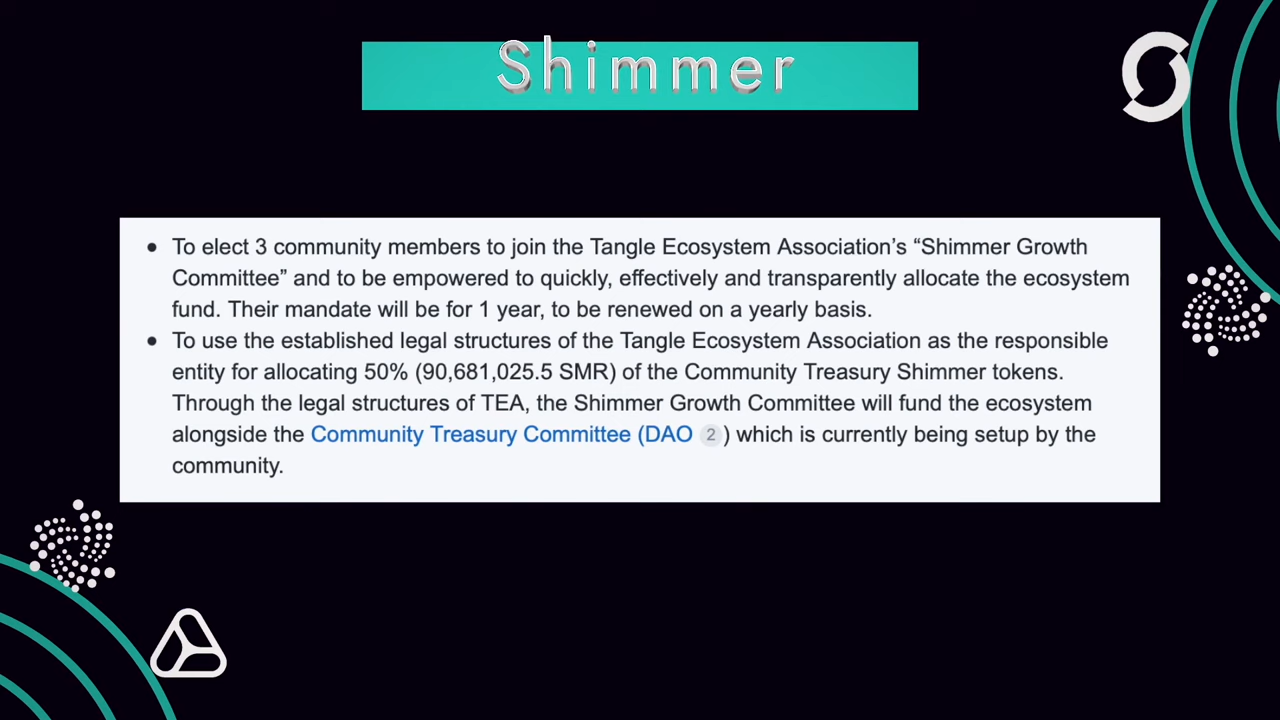 Shimmer
• To elect 3 community members to join the Tangle Ecosystem Association’s “Shimmer Growth
Committee” and to be empowered to quickly, effectively and transparently allocate the ecosystem
fund. Their mandate will be for 1 year, to be renewed on a yearly basis.
• To use the established legal structures of the Tangle Ecosystem Association as the responsible
entity for allocating 50% (90,681,025.5 SMR) of the Community Treasury Shimmer tokens.
Through the legal structures of TEA, the Shimmer Growth Committee will fund the ecosystem
alongside the Community Treasury Committee (DAO 2) which is currently being setup by the
community.